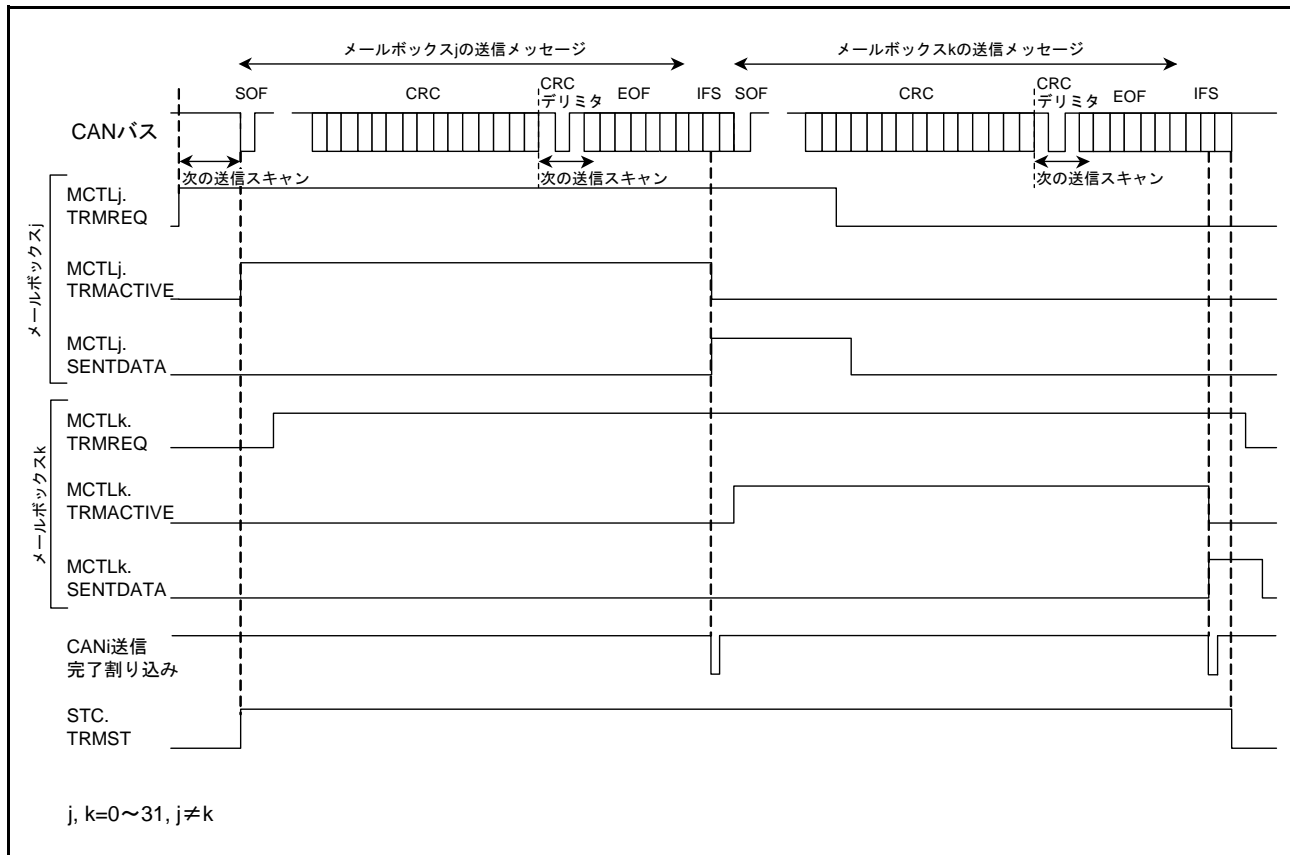 メールボックスjの送信メッセージ
メールボックスkの送信メッセージ
SOF
CRC
CRC
デリミタ
EOF
IFS
SOF
CRC
CRC
デリミタ
EOF
IFS
CANバス
次の送信スキャン
次の送信スキャン
次の送信スキャン
メールボックスj
MCTLj.
TRMREQ
MCTLj.
TRMACTIVE
MCTLj.
SENTDATA
メールボックスk
MCTLk.
TRMREQ
MCTLk.
TRMACTIVE
MCTLk.
SENTDATA
CANi送信
完了割り込み
STC.
TRMST
j, k=0～31, j≠k